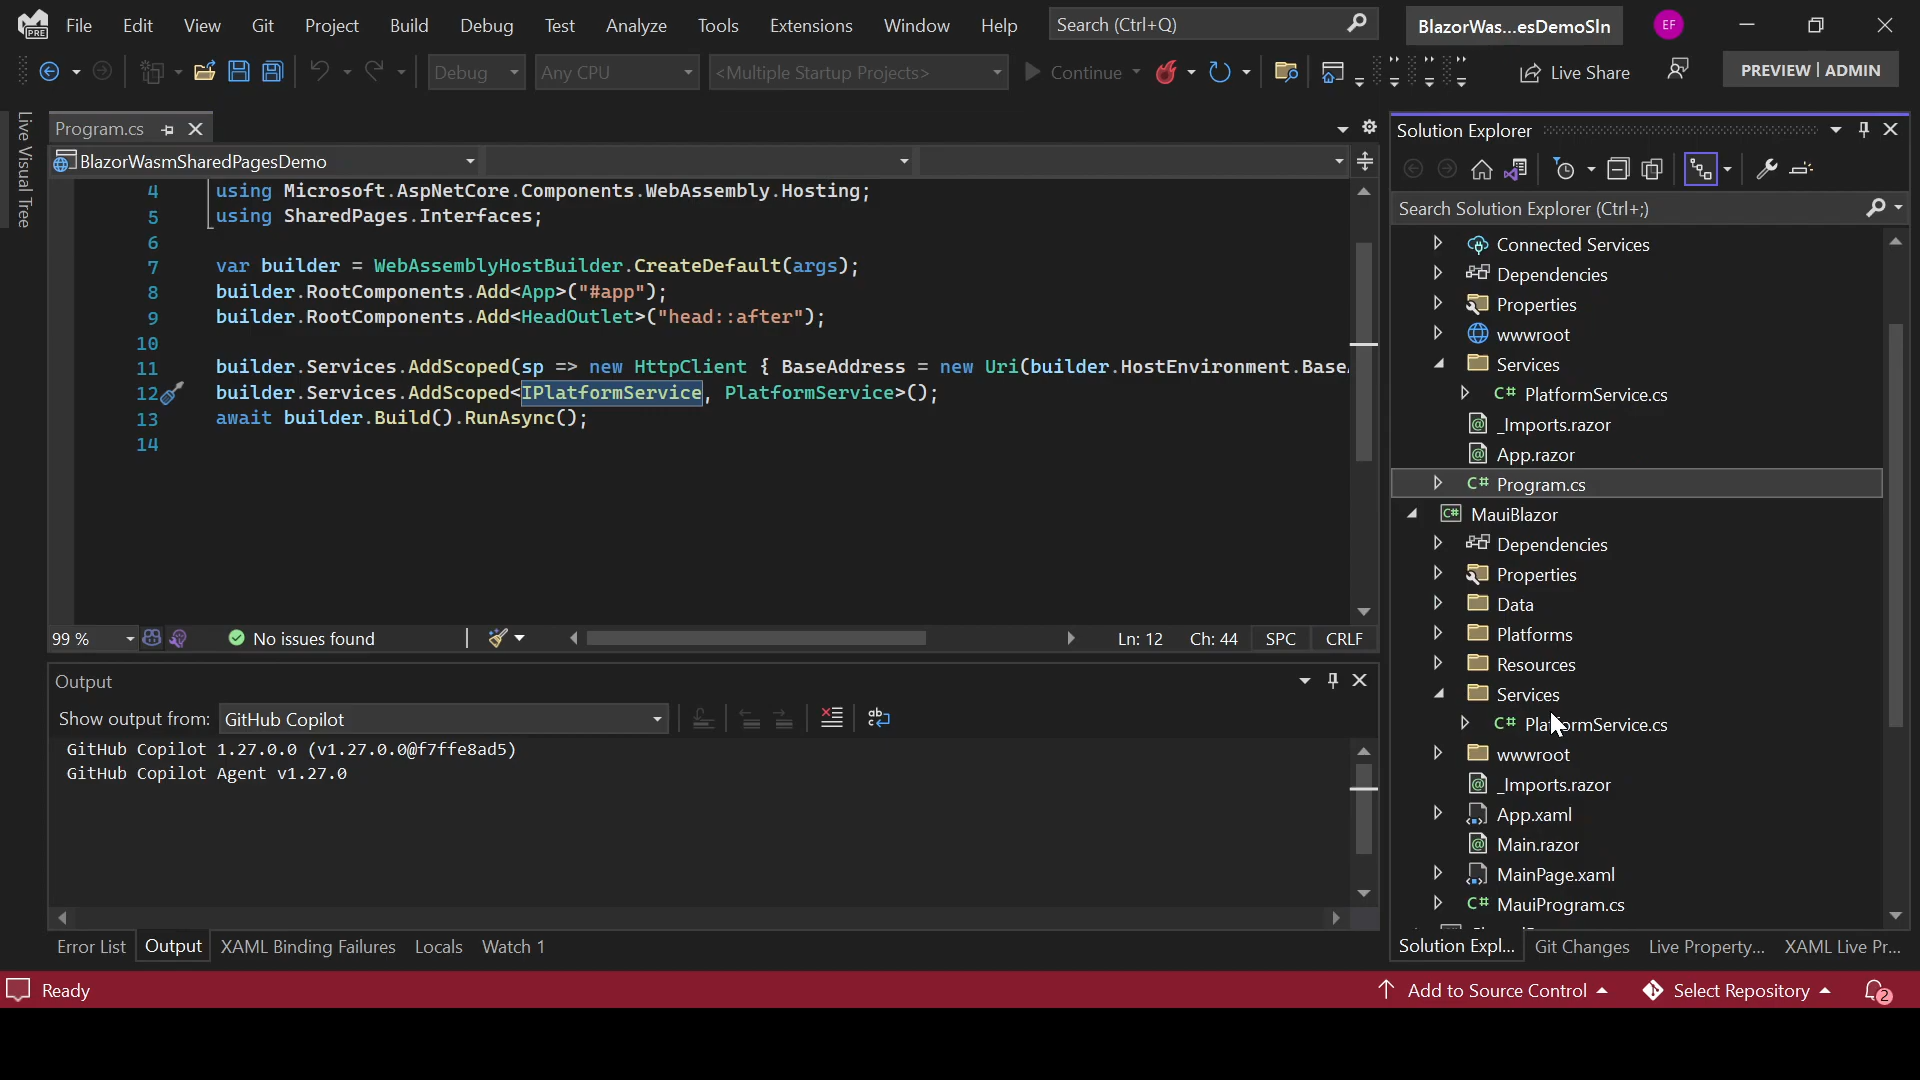 PRE File Edit View Git Project Build Debug Test Analyze Tools Extensions Window Help Search (Ctrl+Q) BlazorWas...esDemoSln EF
Debug Any CPU <Multiple Startup Projects> Continue Live Share PREVIEW | ADMIN
Live Visual Tree
Program.cs
BlazorWasmSharedPagesDemo
4 using Microsoft.AspNetCore.Components.WebAssembly.Hosting;
5 using SharedPages.Interfaces;
6
7 var builder = WebAssemblyHostBuilder.CreateDefault(args);
8 builder.RootComponents.Add<App>("#app");
9 builder.RootComponents.Add<HeadOutlet>("head::after");
10
11 builder.Services.AddScoped(sp => new HttpClient { BaseAddress = new Uri(builder.HostEnvironment.Base
12 builder.Services.AddScoped<IPlatformService, PlatformService>();
13 await builder.Build().RunAsync();
14
99 % No issues found Ln: 12 Ch: 44 SPC CRLF
Output
Show output from: GitHub Copilot
GitHub Copilot 1.27.0.0 (v1.27.0.0@f7ffe8ad5)
GitHub Copilot Agent v1.27.0
Error List Output XAML Binding Failures Locals Watch 1
Solution Explorer
Search Solution Explorer (Ctrl+;)
Connected Services
Dependencies
Properties
wwwroot
Services
C# PlatformService.cs
_Imports.razor
App.razor
C# Program.cs
C# MauiBlazor
Dependencies
Properties
Data
Platforms
Resources
Services
C# PlatformService.cs
wwwroot
_Imports.razor
App.xaml
Main.razor
MainPage.xaml
C# MauiProgram.cs
Solution Expl... Git Changes Live Property... XAML Live Pr...
Ready Add to Source Control Select Repository 2